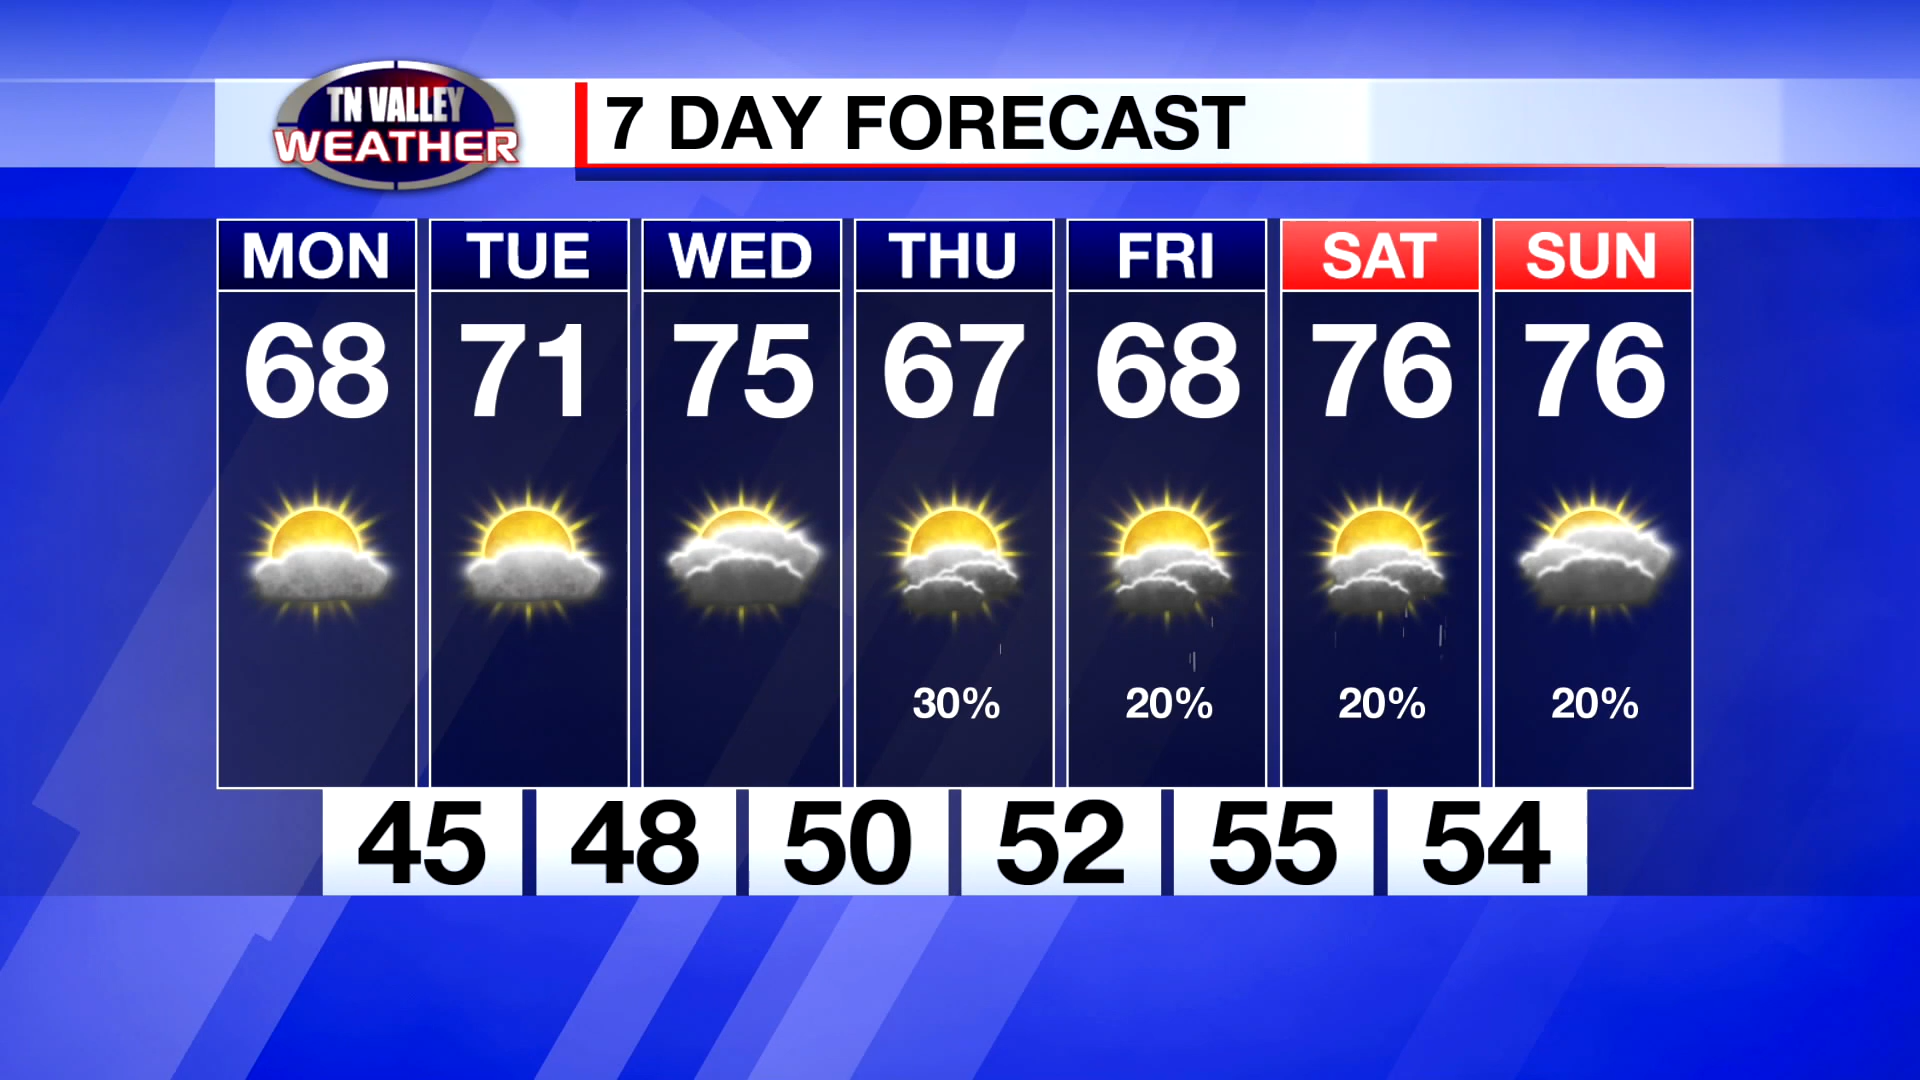 TN VALLEY
WEATHER
7 DAY FORECAST
MON TUE WED THU FRI SAT SUN
68 71 75 67 68 76 76
30% 20% 20% 20%
45 48 50 52 55 54